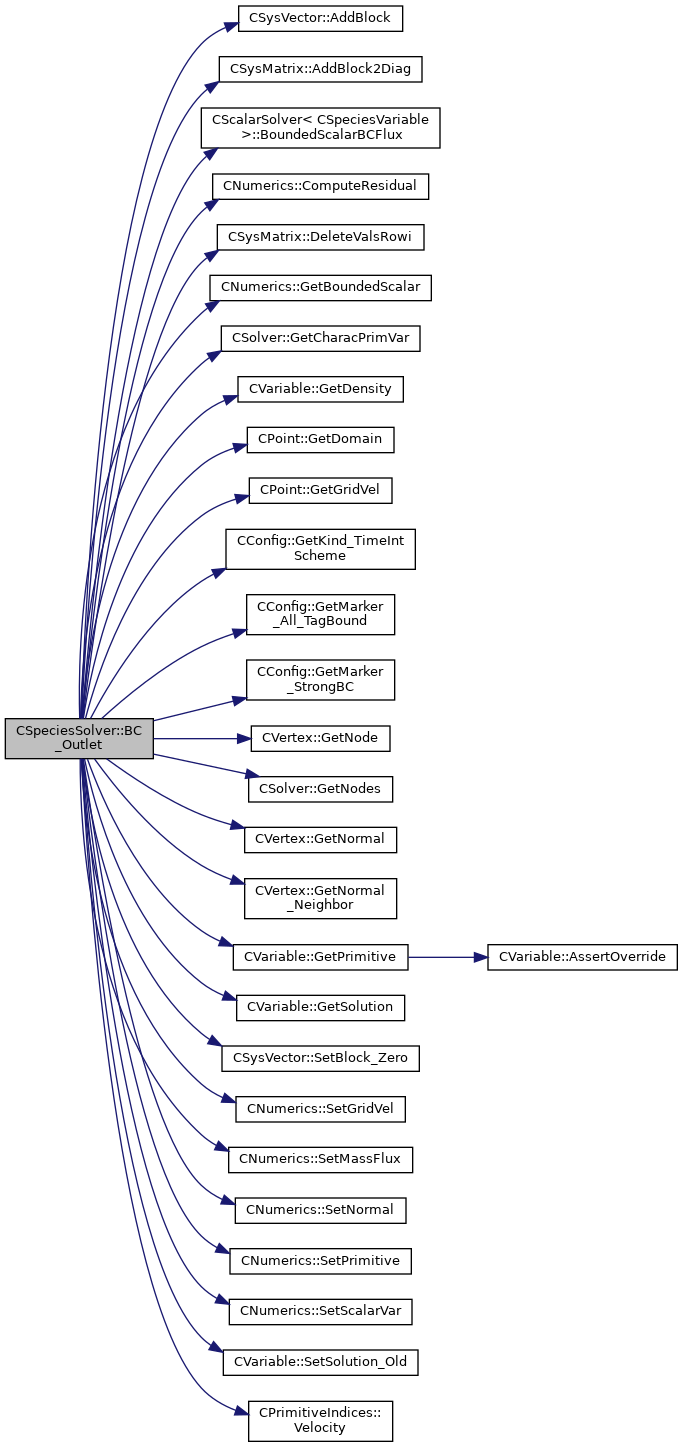 CSysVector::AddBlock
CSysMatrix::AddBlock2Diag
CScalarSolver< CSpeciesVariable
>::BoundedScalarBCFlux
CNumerics::ComputeResidual
CSysMatrix::DeleteValsRowi
CNumerics::GetBoundedScalar
CSolver::GetCharacPrimVar
CVariable::GetDensity
CPoint::GetDomain
CPoint::GetGridVel
CConfig::GetKind_TimeInt
Scheme
CConfig::GetMarker
_All_TagBound
CConfig::GetMarker
_StrongBC
CSpeciesSolver::BC
_Outlet
CVertex::GetNode
CSolver::GetNodes
CVertex::GetNormal
CVertex::GetNormal
_Neighbor
CVariable::GetPrimitive
CVariable::AssertOverride
CVariable::GetSolution
CSysVector::SetBlock_Zero
CNumerics::SetGridVel
CNumerics::SetMassFlux
CNumerics::SetNormal
CNumerics::SetPrimitive
CNumerics::SetScalarVar
CVariable::SetSolution_Old
CPrimitiveIndices::
Velocity